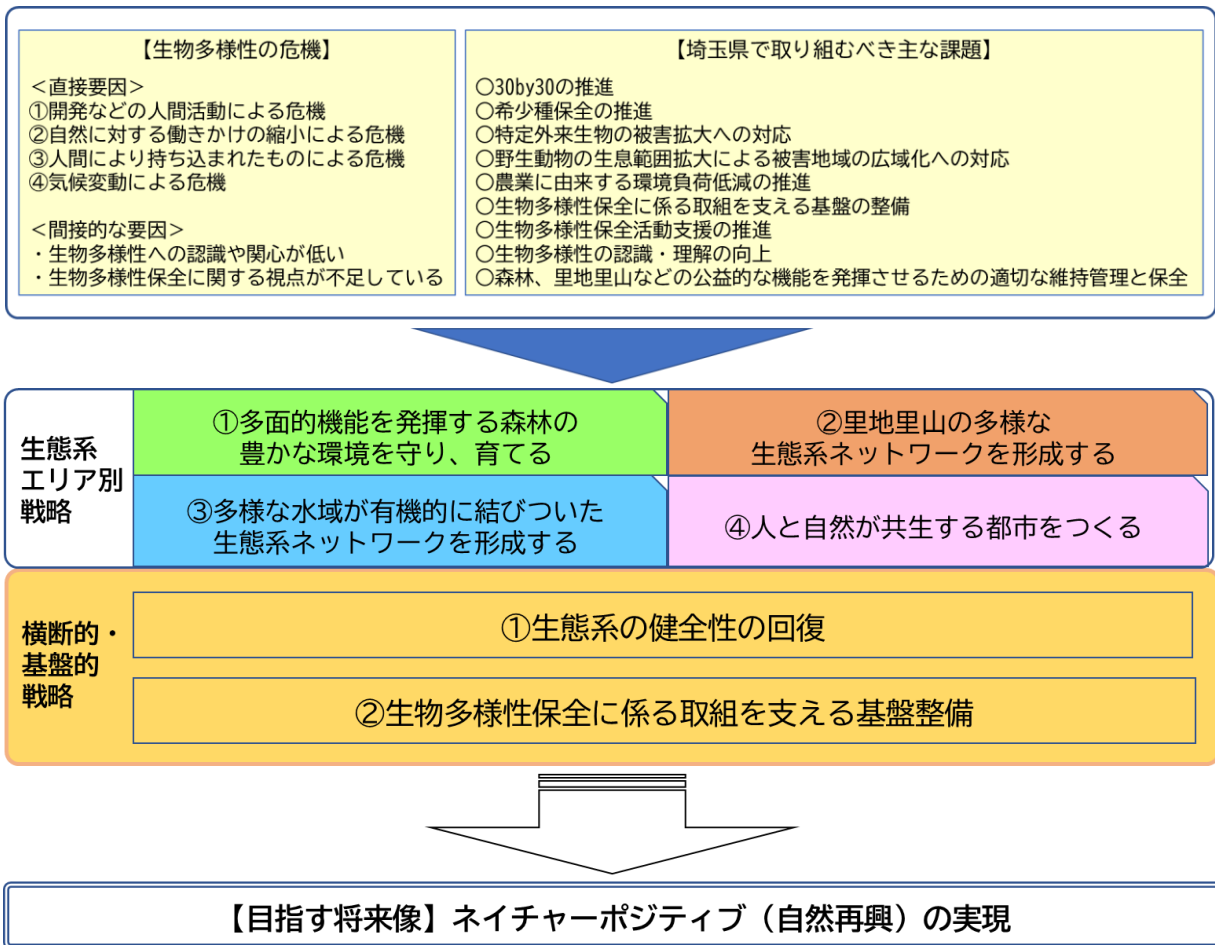 【生物多様性の危機】
＜直接要因＞
①開発などの人間活動による危機
②自然に対する働きかけの縮小による危機
③人間により持ち込まれたものによる危機
④気候変動による危機
＜間接的な要因＞
・生物多様性への認識や関心が低い
・生物多様性保全に関する視点が不足している
【埼玉県で取り組むべき主な課題】
○30by30の推進
○希少種保全の推進
○特定外来生物の被害拡大への対応
○野生動物の生息範囲拡大による被害地域の広域化への対応
○農業に由来する環境負荷低減の推進
○生物多様性保全に係る取組を支える基盤の整備
○生物多様性保全活動支援の推進
○生物多様性の認識・理解の向上
○森林、里地里山などの公益的な機能を発揮させるための適切な維持管理と保全
生態系
エリア別
戦略
①多面的機能を発揮する森林の
豊かな環境を守り、育てる
②里地里山の多様な
生態系ネットワークを形成する
③多様な水域が有機的に結びついた
生態系ネットワークを形成する
④人と自然が共生する都市をつくる
横断的・
基盤的
戦略
①生態系の健全性の回復
②生物多様性保全に係る取組を支える基盤整備
【目指す将来像】ネイチャーポジティブ（自然再興）の実現